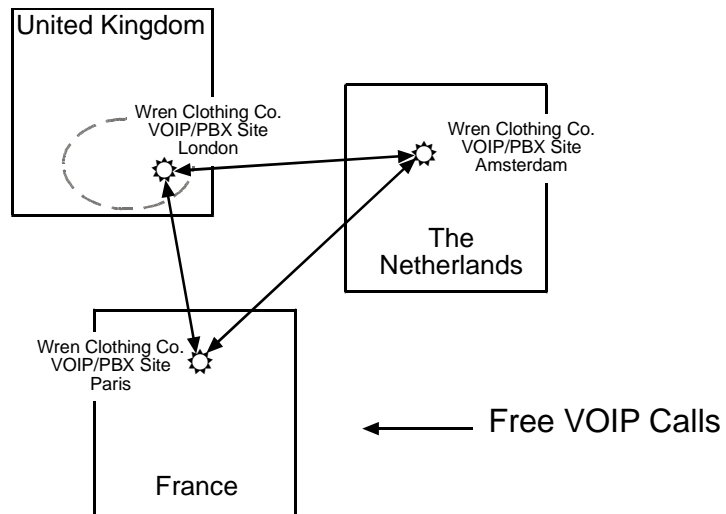 United Kingdom
Wren Clothing Co.
VOIP/PBX Site
London
Wren Clothing Co.
VOIP/PBX Site
Amsterdam
The
Netherlands
Wren Clothing Co.
VOIP/PBX Site
Paris
Free VOIP Calls
France